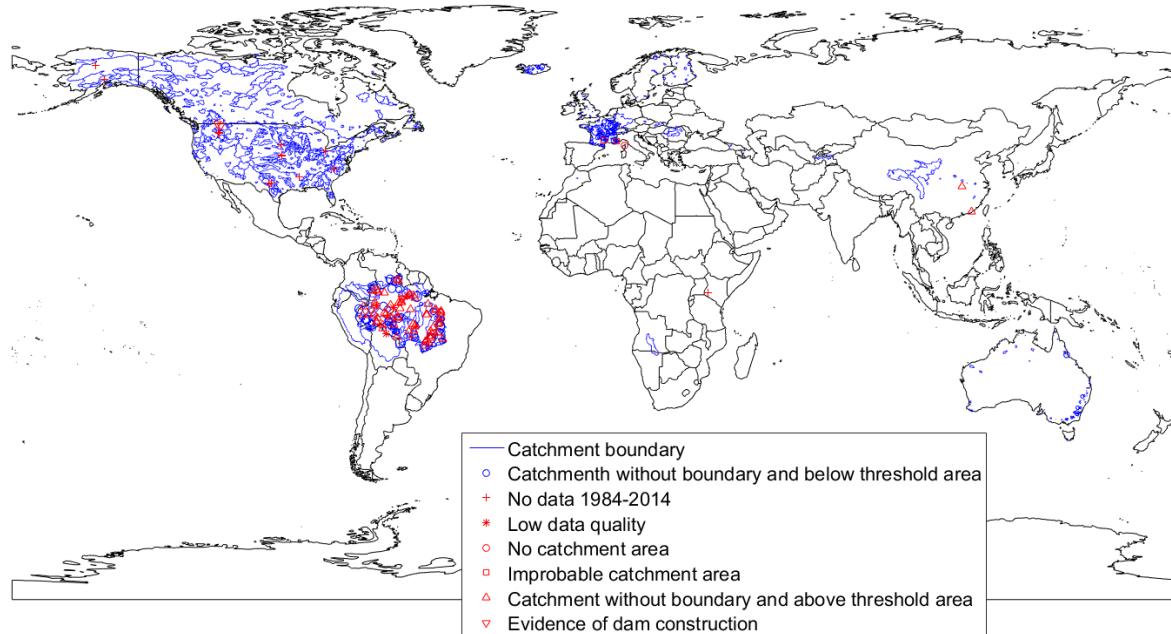 Catchment boundary
Catchmenth without boundary and below threshold area
No data 1984-2014
Low data quality
No catchment area
Improbable catchment area
Catchment without boundary and above threshold area
Evidence of dam construction